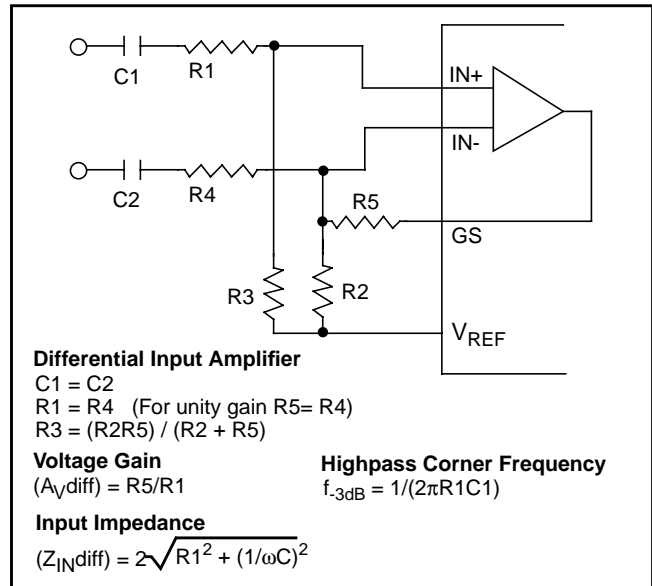 C1
R1
IN+
IN-
C2
R4
R5
GS
R3
R2
VREF
Differential Input Amplifier
C1 = C2
R1 = R4 (For unity gain R5= R4)
R3 = (R2R5) / (R2 + R5)
Voltage Gain
(AVdiff) = R5/R1
Highpass Corner Frequency
f-3dB = 1/(2πR1C1)
Input Impedance
(ZINdiff) = 2√R1² + (1/ωC)²